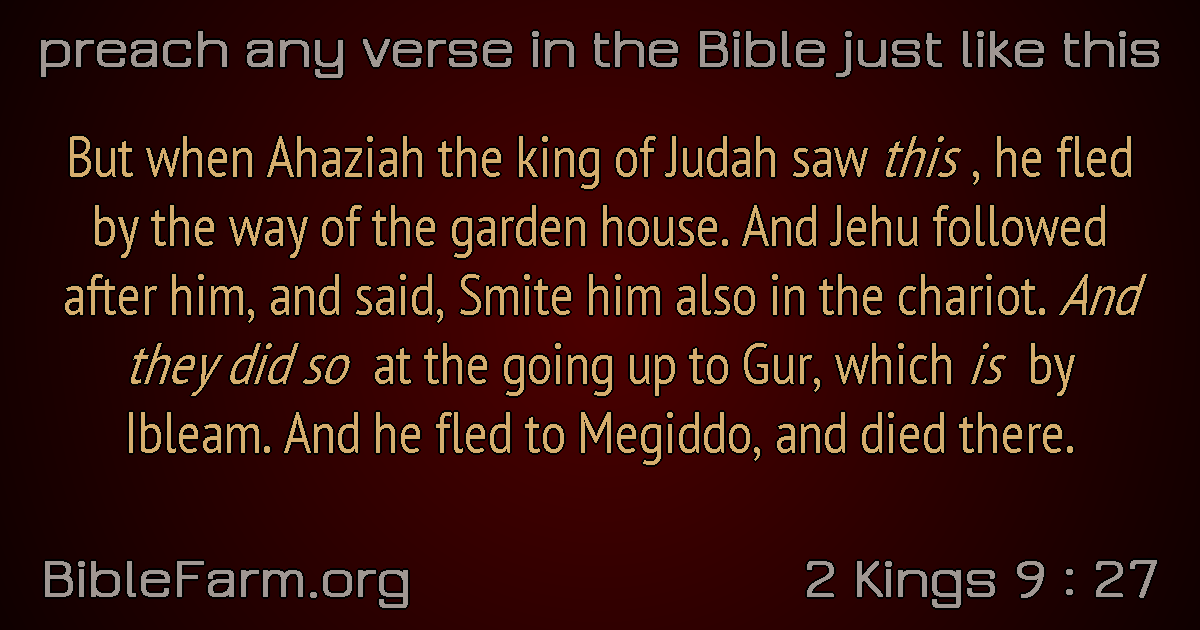 preach any verse in the Bible just like this
But when Ahaziah the king of Judah saw this , he fled
by the way of the garden house. And Jehu followed
after him, and said, Smite him also in the chariot. And
they did so at the going up to Gur, which is by
Ibleam. And he fled to Megiddo, and died there.
BibleFarm.org
2 Kings 9 : 27